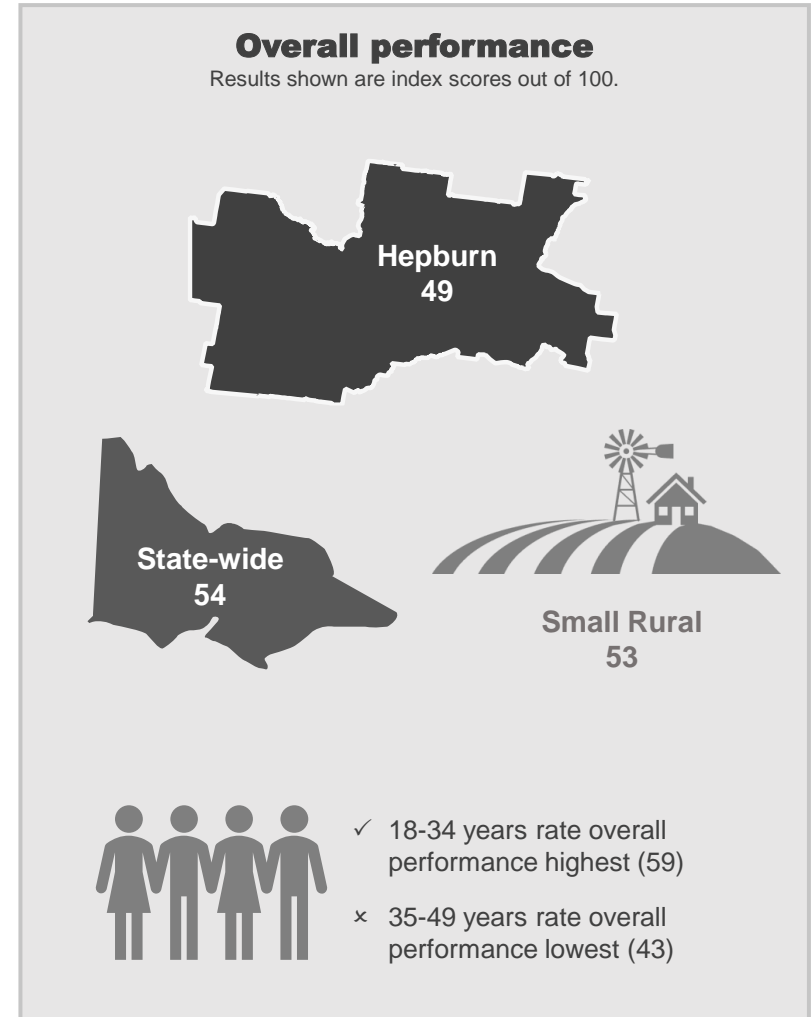 Overall performance
Results shown are index scores out of 100.
Hepburn
49
State-wide
54
Small Rural
53
✓ 18-34 years rate overall
performance highest (59)
× 35-49 years rate overall
performance lowest (43)